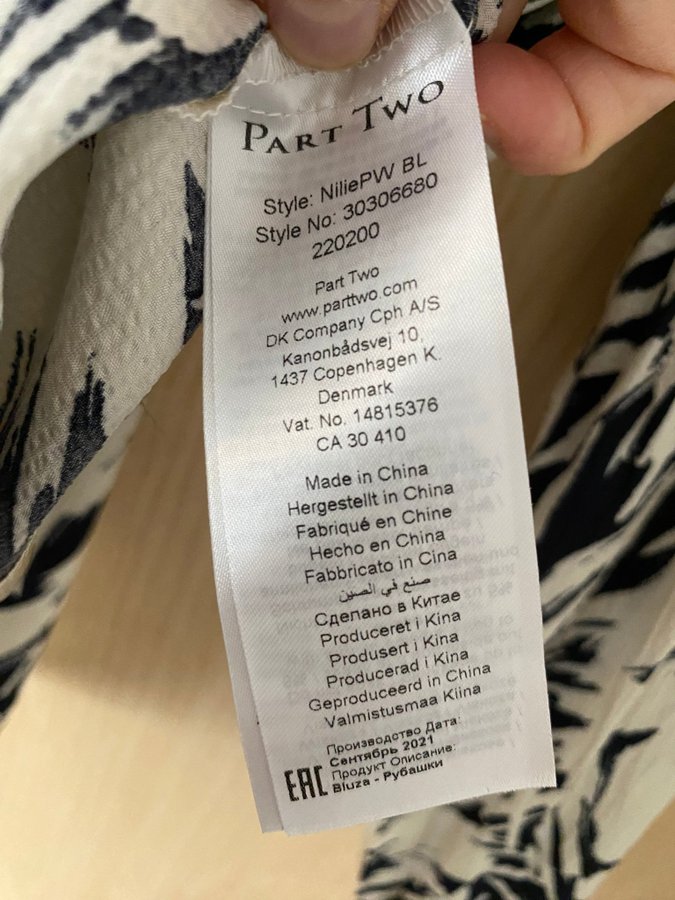 PART TWO
Style: NiliePW BL
Style No: 30306680
220200
Part Two
www.parttwo.com
DK Company Cph A/S
Kanonbådsvej 10,
1437 Copenhagen K.
Denmark
Vat. No. 14815376
CA 30 410
Made in China
Hergestellt in China
Fabriqué en Chine
Hecho en China
Fabbricato in Cina
صنع في الصين
Сделано в Китае
Produceret i Kina
Produsert i Kina
Producerad i Kina
Geproduceerd in China
Valmistusmaa Kiina
Производство Дата:
Сентябрь 2021
Продукт Описание:
Bluza - Рубашки
EAC